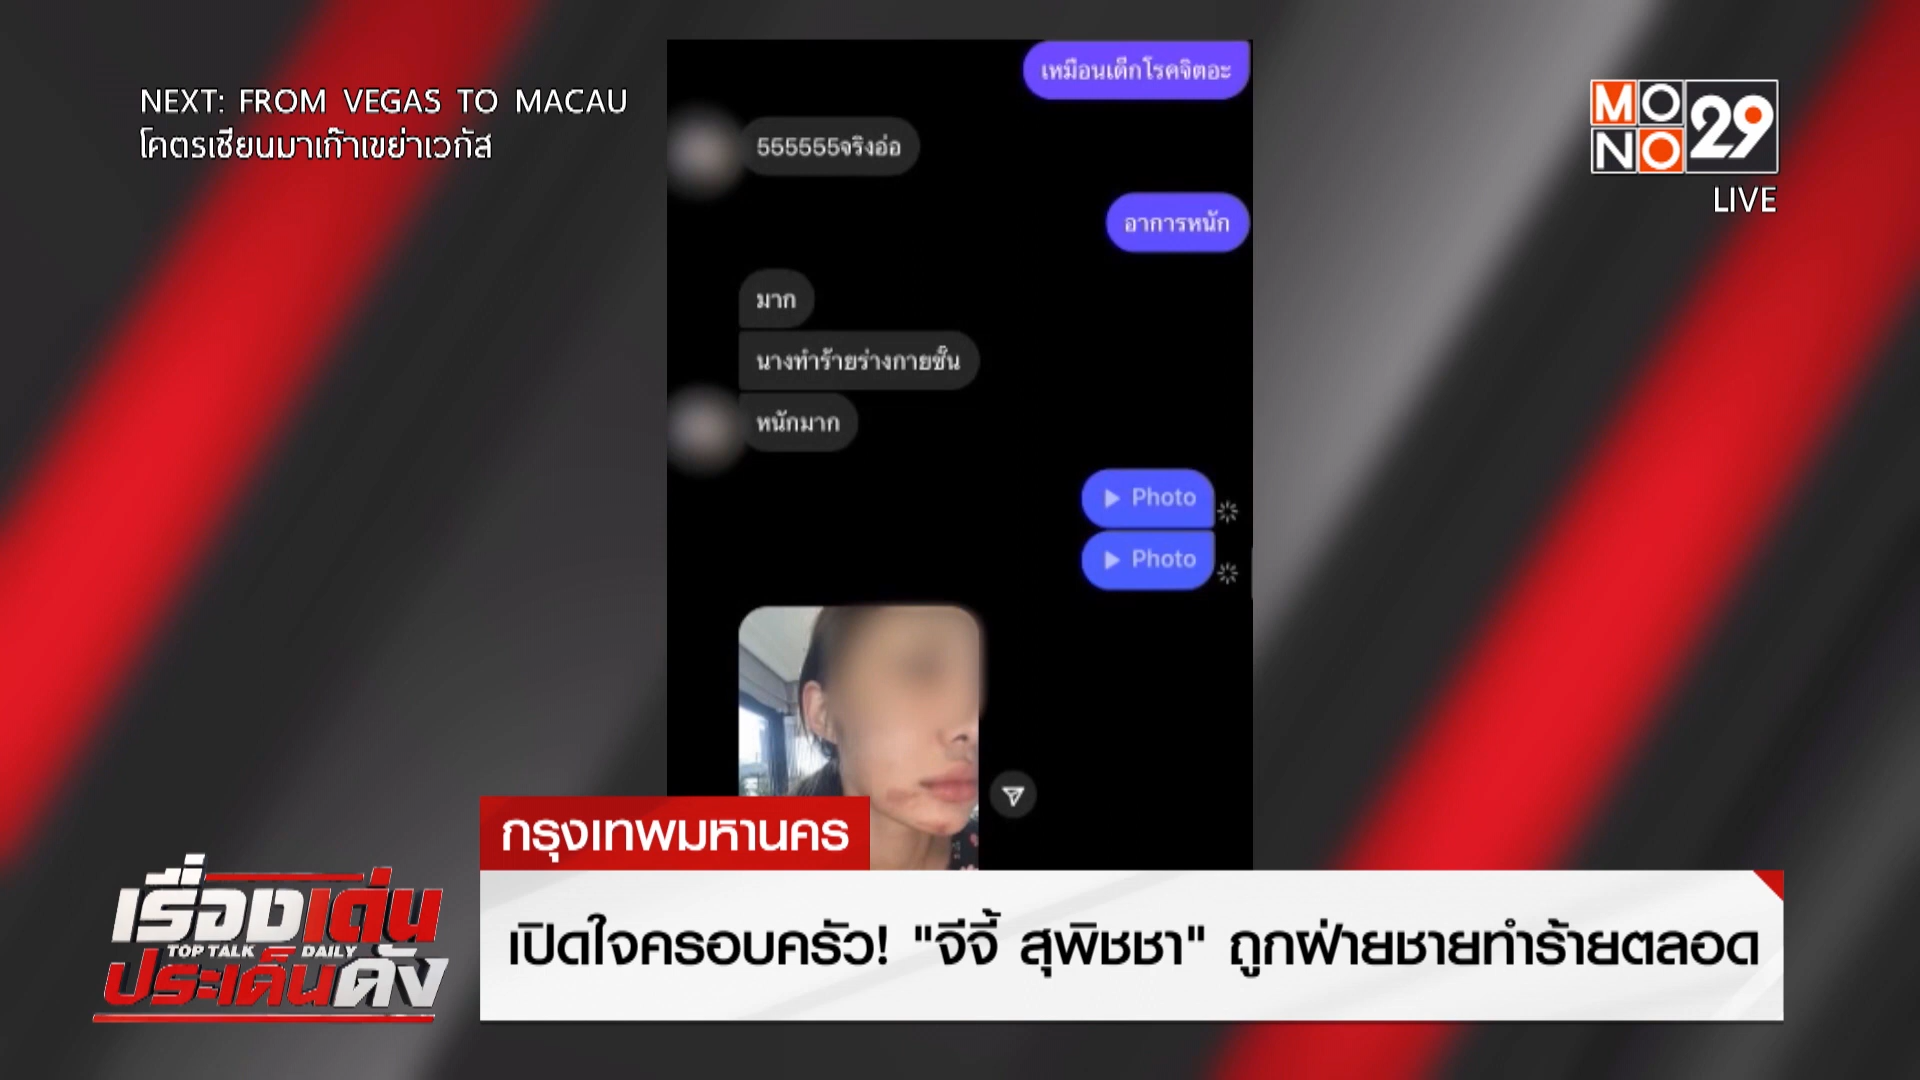 NEXT: FROM VEGAS TO MACAU
โคตรเซียนมาเก๊าเขย่าเวกัส
MONO 29
LIVE
เหมือนเด็กโรคจิตอะ
555555จริงอ่อ
อาการหนัก
มาก
นางทำร้ายร่างกายชั้น
หนักมาก
Photo
Photo
กรุงเทพมหานคร
เปิดใจครอบครัว! "จีจี้ สุพิชชา" ถูกฝ่ายชายทำร้ายตลอด
เรื่องเด่น
TOP TALK DAILY
ประเด็นดัง